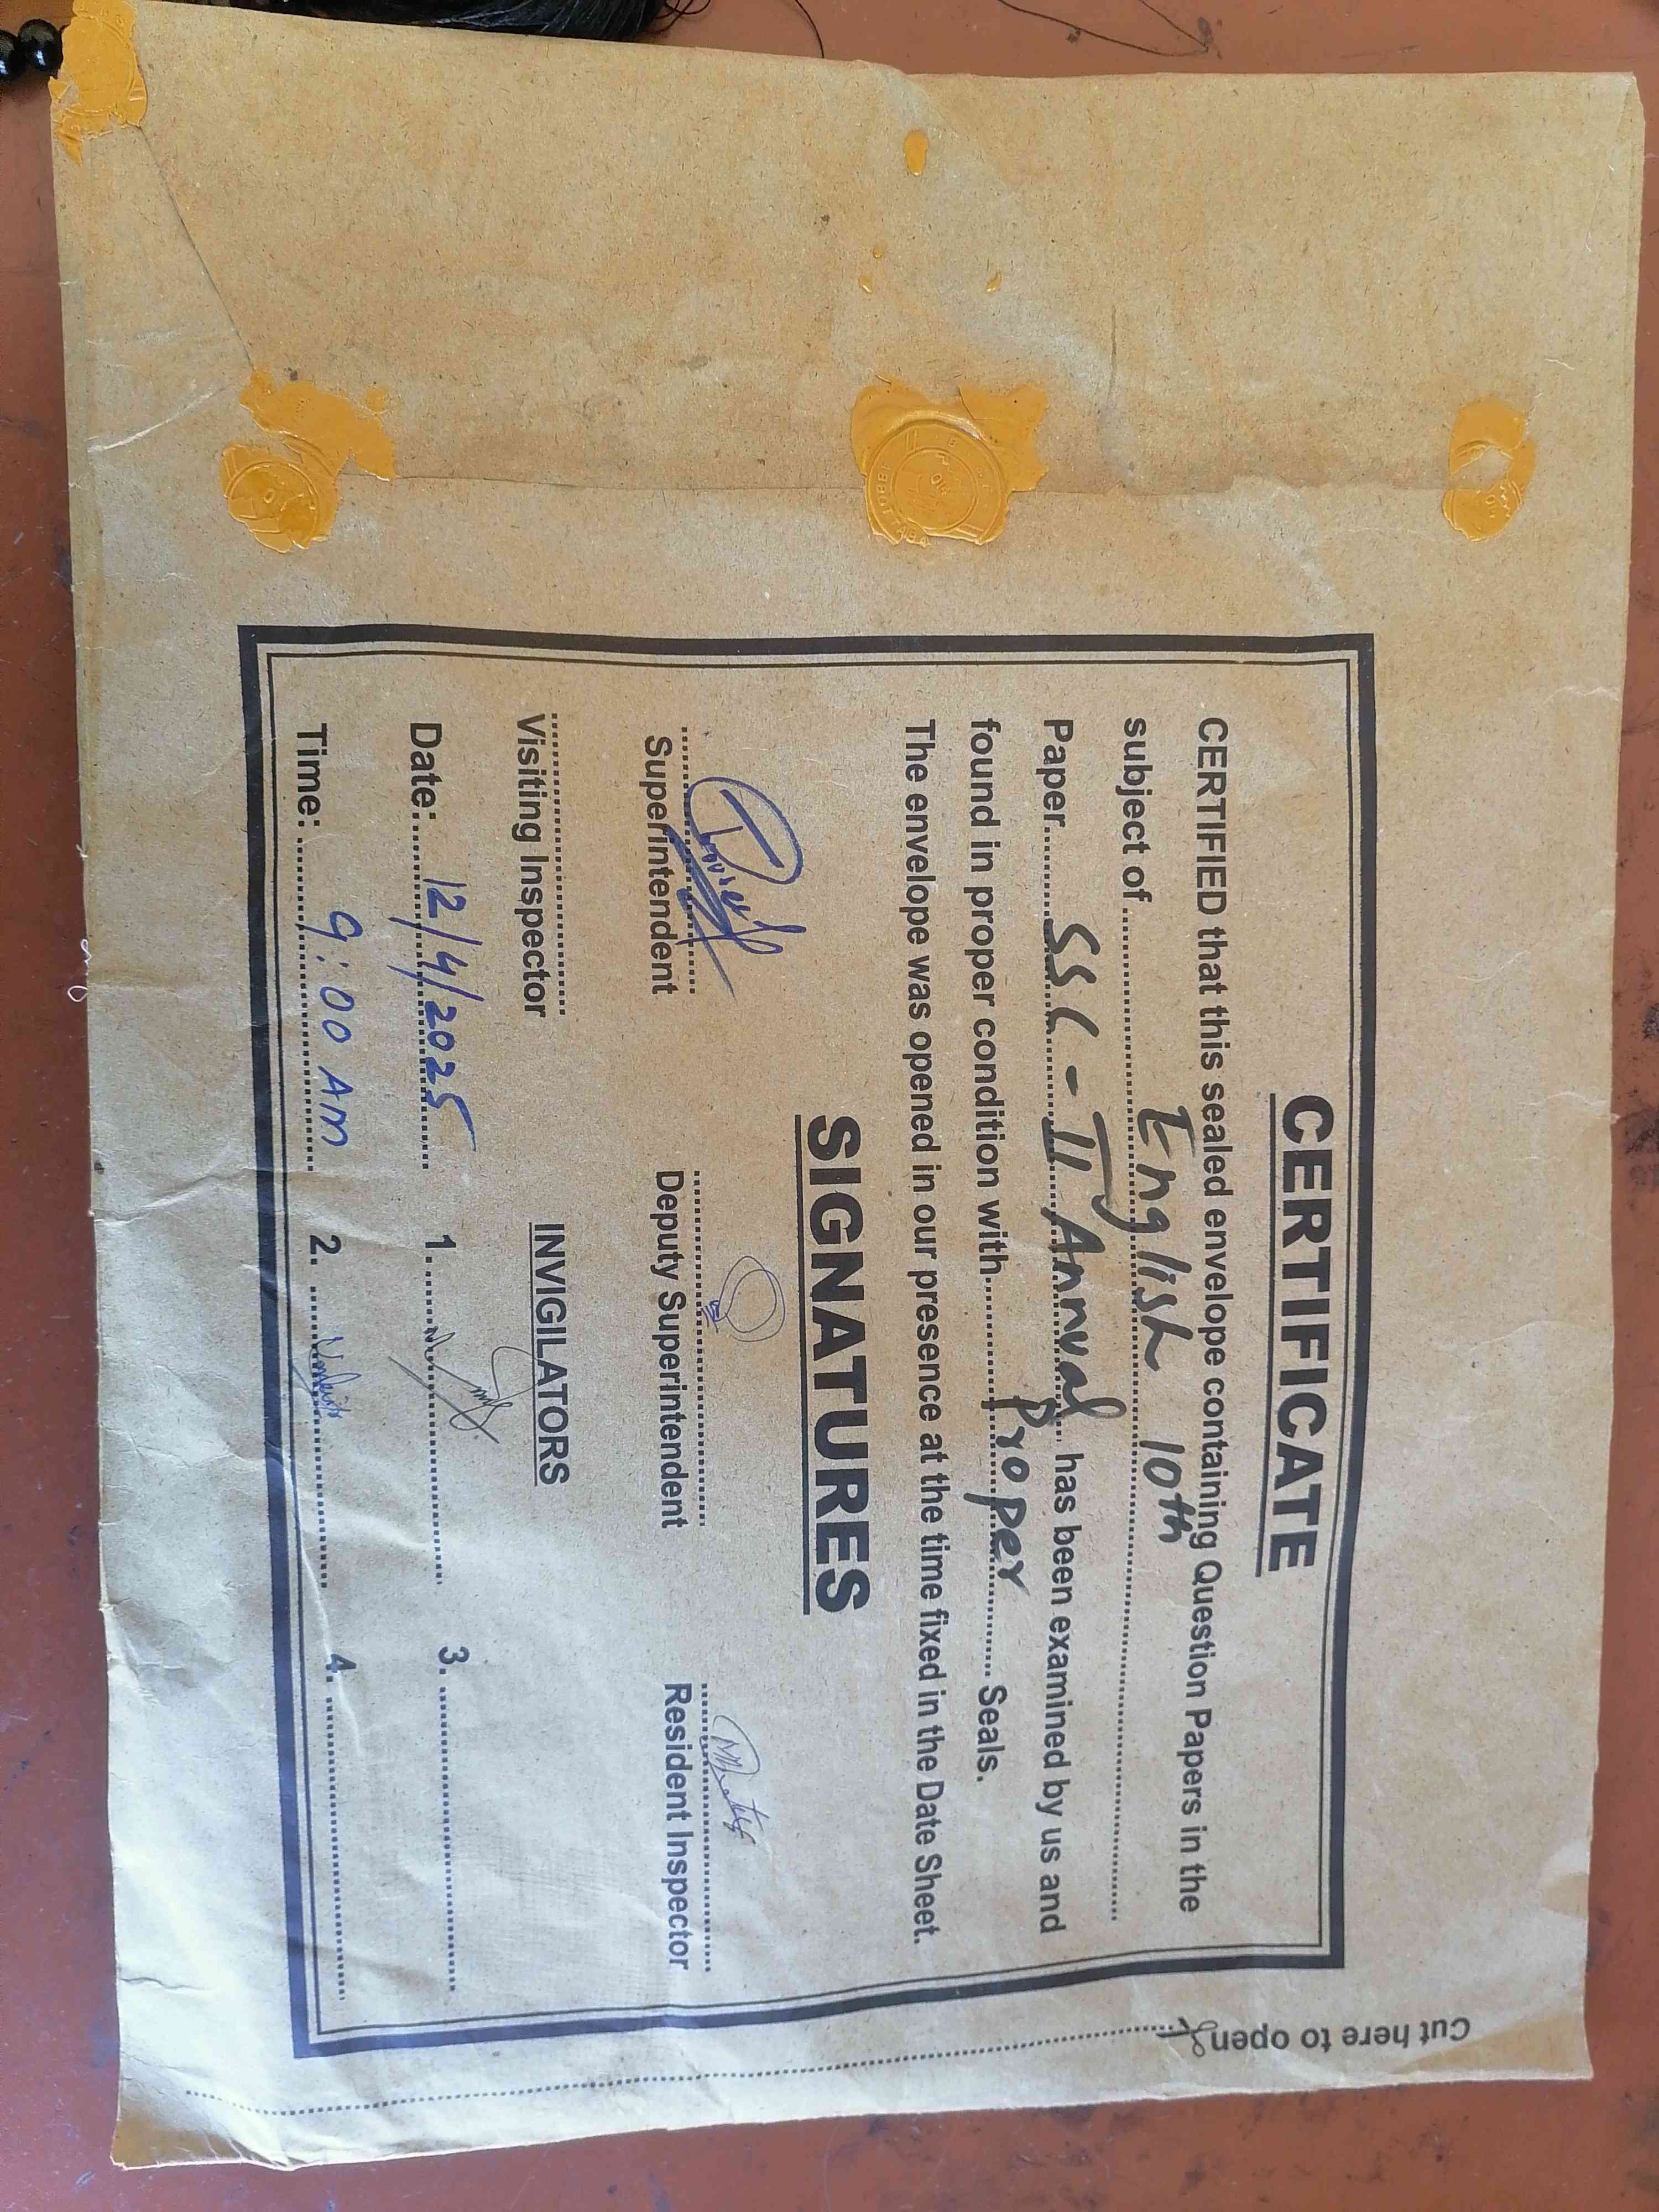 CERTIFICATE
CERTIFIED that this sealed envelope containing Question Papers in the
subject of English 10th
Paper SSC-II Annual has been examined by us and
found in proper condition with Proper Seals.
The envelope was opened in our presence at the time fixed in the Date Sheet.
SIGNATURES
Superintendent Deputy Superintendent Resident Inspector
Visiting Inspector INVIGILATORS
Date: 12/4/2025 1. 3.
Time: 9:00 AM 2. 4.
Cut here to open